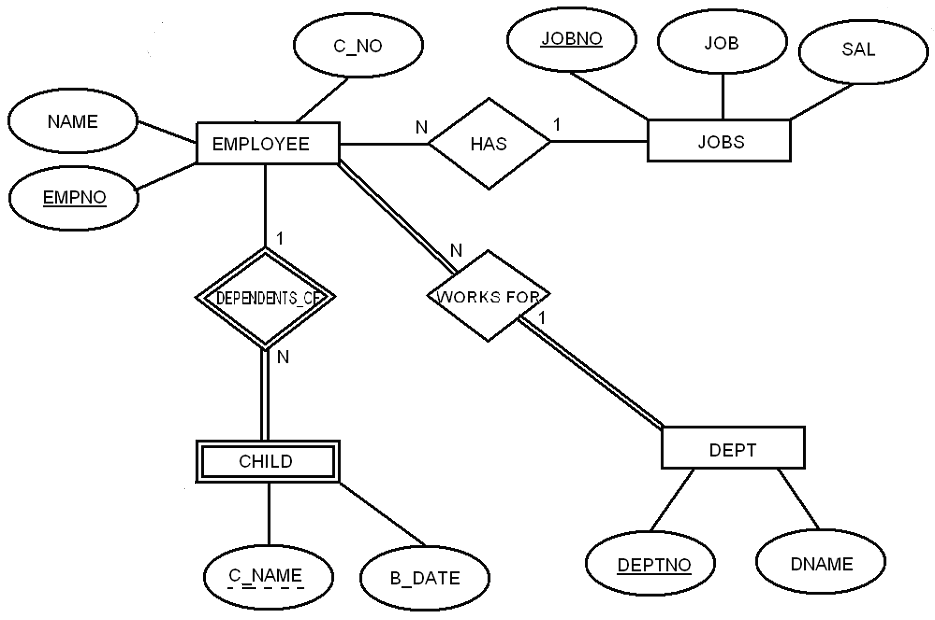 C_NO
JOBNO
JOB
SAL
NAME
EMPLOYEE
N
HAS
1
JOBS
EMPNO
1
N
DEPENDENTS_OF
WORKS FOR
1
N
CHILD
DEPT
C_NAME
B_DATE
DEPTNO
DNAME